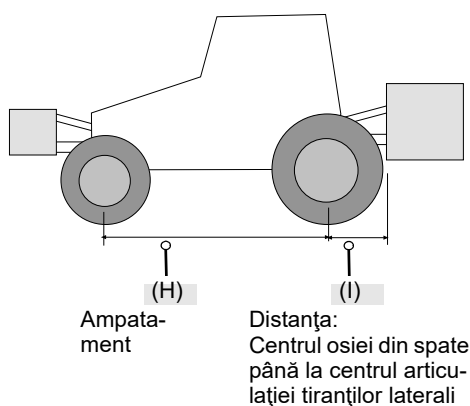 (H)
Ampata-
ment
(I)
Distanţa:
Centrul osiei din spate
până la centrul articu-
laţiei tiranţilor laterali